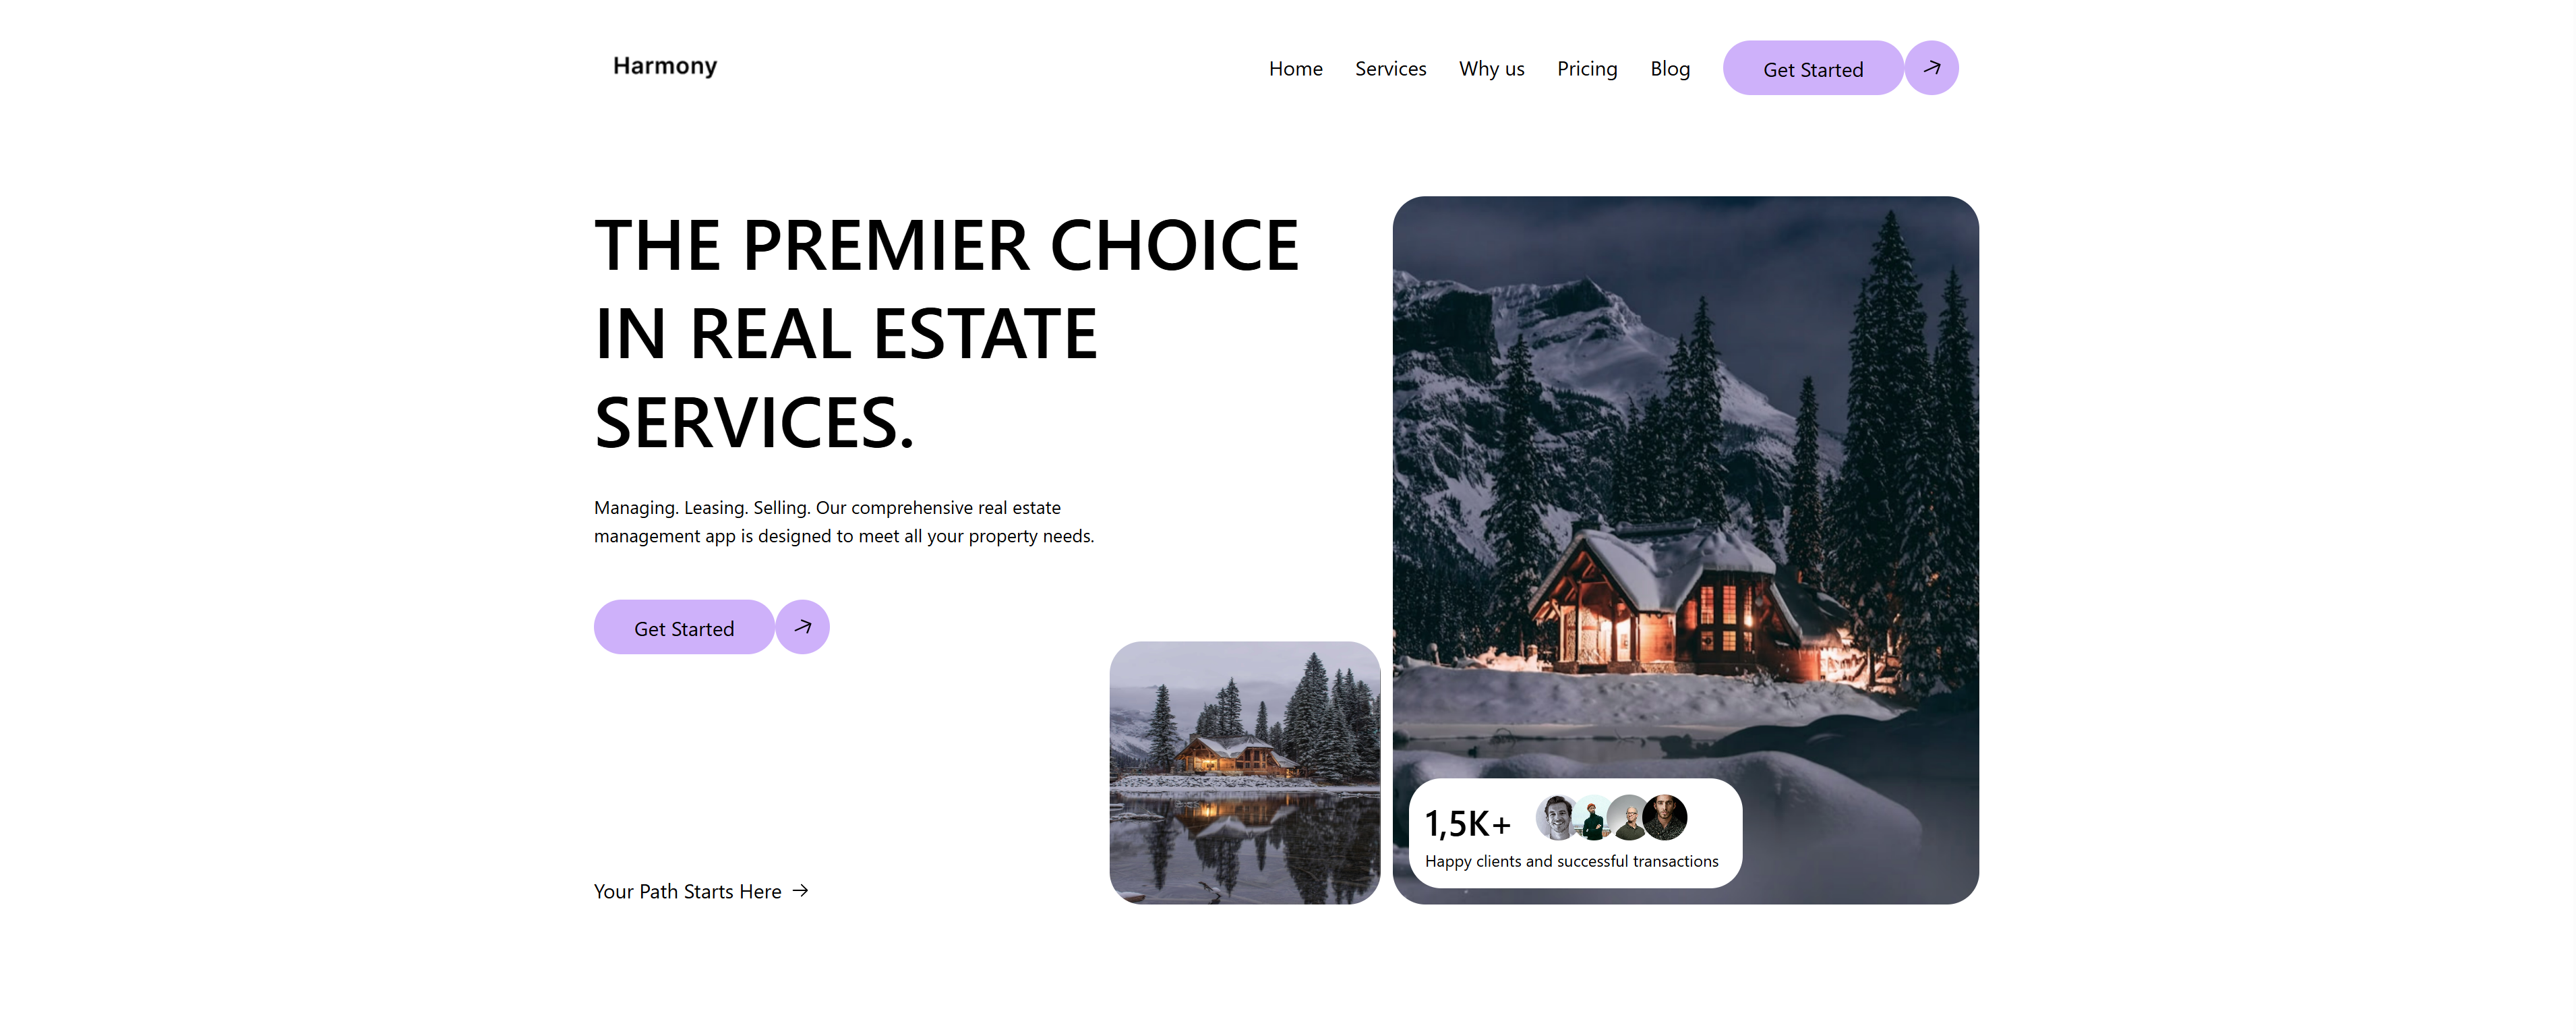 Harmony
Home Services Why us Pricing Blog Get Started
THE PREMIER CHOICE
IN REAL ESTATE
SERVICES.
Managing. Leasing. Selling. Our comprehensive real estate
management app is designed to meet all your property needs.
Get Started
1,5K+
Happy clients and successful transactions
Your Path Starts Here